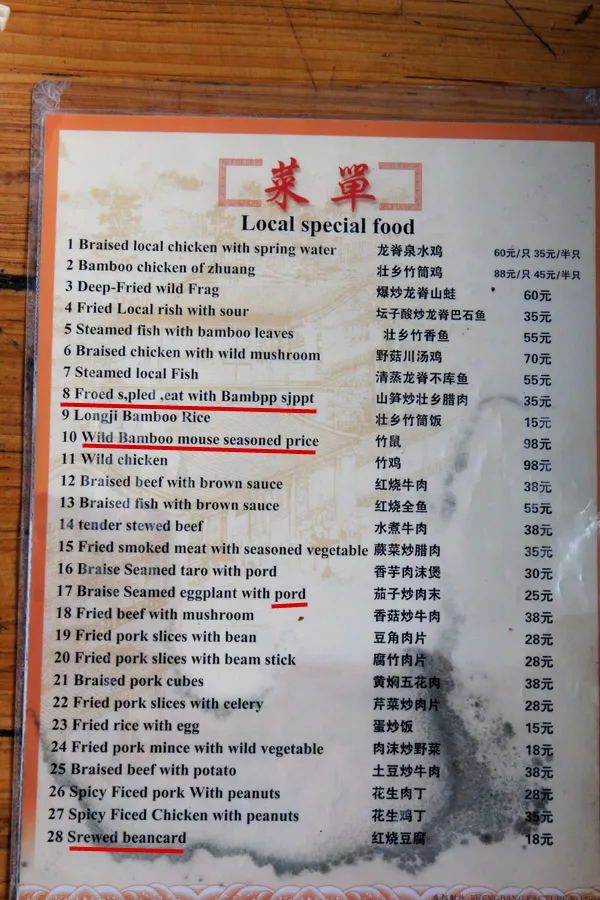 菜單
Local special food
1 Braised local chicken with spring water 龙脊泉水鸡 60元/只 35元/半只
2 Bamboo chicken of zhuang 壮乡竹筒鸡 88元/只 45元/半只
3 Deep-Fried wild Frag 爆炒龙脊山蛙 60元
4 Fried Local rish with sour 坛子酸炒龙脊巴石鱼 35元
5 Steamed fish with bamboo leaves 壮乡竹香鱼 55元
6 Braised chicken with wild mushroom 野菇川汤鸡 70元
7 Steamed local Fish 清蒸龙脊不库鱼 55元
8 Froed s,pled ,eat with Bambpp sjppt 山笋炒壮乡腊肉 35元
9 Longji Bamboo Rice 壮乡竹筒饭 15元
10 Wild Bamboo mouse seasoned price 竹鼠 98元
11 Wild chicken 竹鸡 98元
12 Braised beef with brown sauce 红烧牛肉 38元
13 Braised fish with brown sauce 红烧全鱼 55元
14 tender stewed beef 水煮牛肉 38元
15 Fried smoked meat with seasoned vegetable 蕨菜炒腊肉 35元
16 Braise Seamed taro with pord 香芋肉沫煲 30元
17 Braise Seamed eggplant with pord 茄子炒肉末 25元
18 Fried beef with mushroom 香菇炒牛肉 38元
19 Fried pork slices with bean 豆角肉片 28元
20 Fried pork slices with beam stick 腐竹肉片 28元
21 Braised pork cubes 黄焖五花肉 38元
22 Fried pork slices with celery 芹菜炒肉片 28元
23 Fried rice with egg 蛋炒饭 15元
24 Fried pork mince with wild vegetable 肉沫炒野菜 18元
25 Braised beef with potato 土豆炒牛肉 38元
26 Spicy Ficed pork With peanuts 花生肉丁 28元
27 Spicy Ficed Chicken with peanuts 花生鸡丁 35元
28 Srewed beancard 红烧豆腐 18元